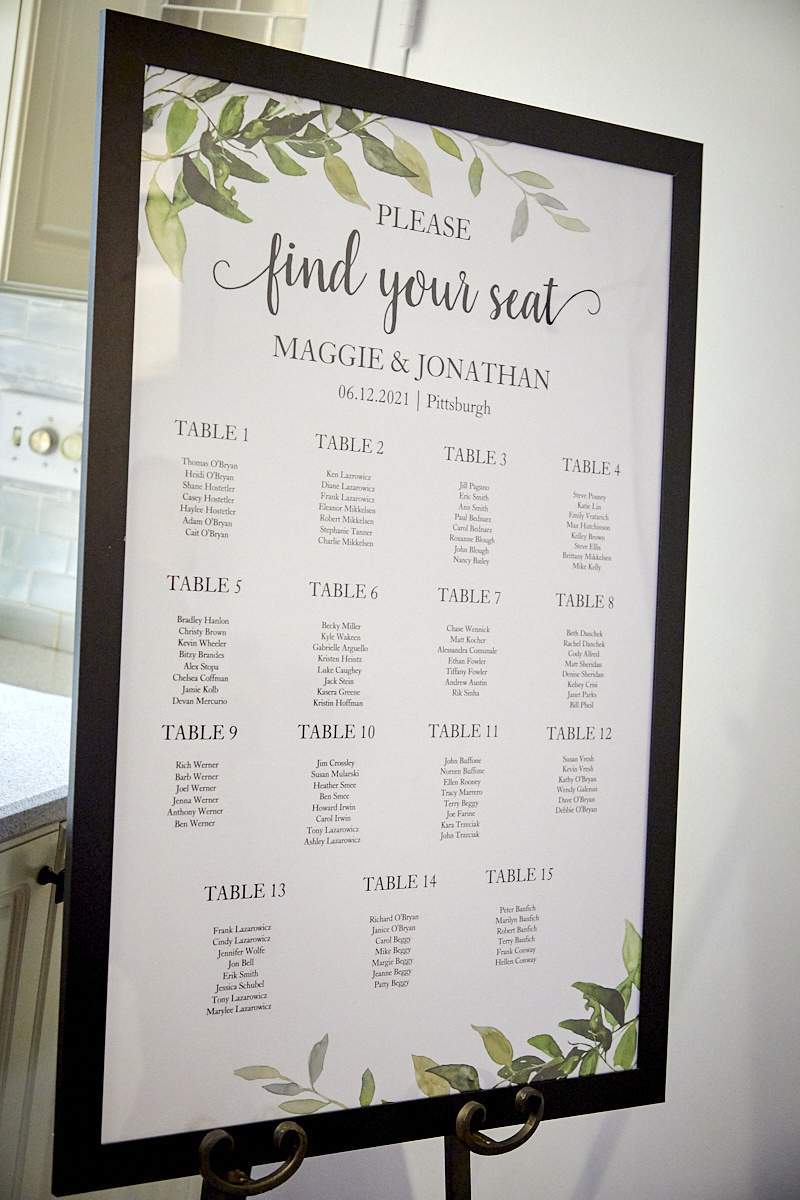 PLEASE
find your seat
MAGGIE & JONATHAN
06.12.2021 | Pittsburgh
TABLE 1
Thomas O'Bryan
Heidi O'Bryan
Shane Hostetler
Casey Hostetler
Haylee Hostetler
Adam O'Bryan
Cait O'Bryan
TABLE 2
Ken Lazrowicz
Diane Lazarowicz
Frank Lazarowicz
Eleanor Mikkelsen
Robert Mikkelsen
Stephanie Tanner
Charlie Mikkelsen
TABLE 3
Jill Pagano
Eric Smith
Ann Smith
Paul Bednarz
Carol Bednarz
Roxanne Blough
John Blough
Nancy Bailey
TABLE 4
Steve Posney
Katie Lin
Emily Vratarich
Max Hutchinson
Kelley Brown
Steve Ellis
Brittany Mikkelsen
Mike Kelly
TABLE 5
Bradley Hanlon
Christy Brown
Kevin Wheeler
Bitzy Brandes
Alex Stopa
Chelsea Coffman
Jamie Kolb
Devan Mercurio
TABLE 6
Becky Miller
Kyle Wakeen
Gabrielle Arguello
Kristen Heintz
Luke Caughey
Jack Stein
Kasera Greene
Kristin Hoffman
TABLE 7
Chase Wennick
Matt Kocher
Alessandra Comunale
Ethan Fowler
Tiffany Fowler
Andrew Austin
Rik Sinha
TABLE 8
Beth Danchek
Rachel Danchek
Cody Allred
Matt Sheridan
Denise Sheridan
Kelsey
Janet Parks
Bill Pheil
TABLE 9
Rich Werner
Barb Werner
Joel Werner
Jenna Werner
Anthony Werner
Ben Werner
TABLE 10
Jim Crossley
Susan Mularski
Heather Smee
Ben Smee
Howard Irwin
Carol Irwin
Tony Lazarowicz
Ashley Lazarowicz
TABLE 11
John Buffone
Noreen Buffone
Ellen Rooney
Tracy Marrero
Terry Beggy
Joe Farine
Kara Trzeciak
John Trzeciak
TABLE 12
Susan Vresh
Kevin Vresh
Kathy O'Bryan
Wendy Galenus
Dave O'Bryan
Debbie O'Bryan
TABLE 13
Frank Lazarowicz
Cindy Lazarowicz
Jennifer Wolfe
Jon Bell
Erik Smith
Jessica Schubel
Tony Lazarowicz
Marylee Lazarowicz
TABLE 14
Richard O'Bryan
Janice O'Bryan
Carol Beggy
Mike Beggy
Margie Beggy
Jeanne Beggy
Patty Beggy
TABLE 15
Peter Banfich
Marilyn Banfich
Robert Banfich
Terry Banfich
Frank Conway
Hellen Conway